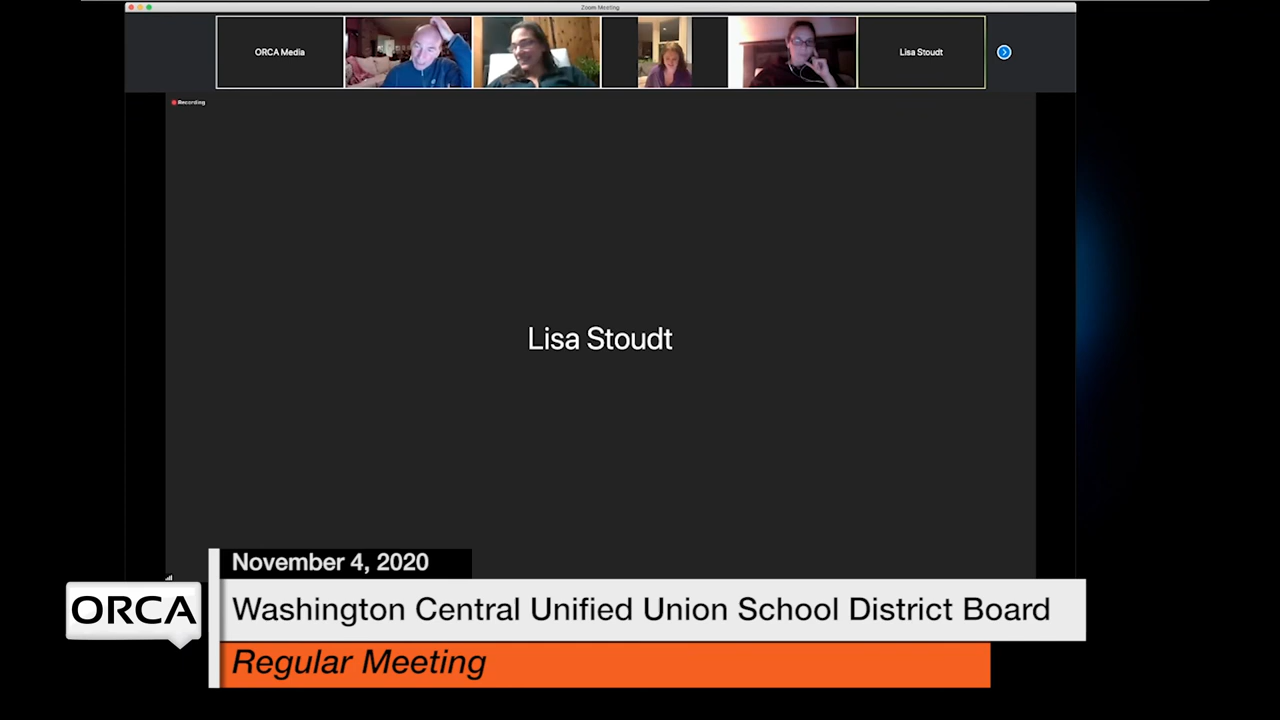 Zoom Meeting
ORCA Media
Lisa Stoudt
Recording
Lisa Stoudt
November 4, 2020
ORCA
Washington Central Unified Union School District Board
Regular Meeting